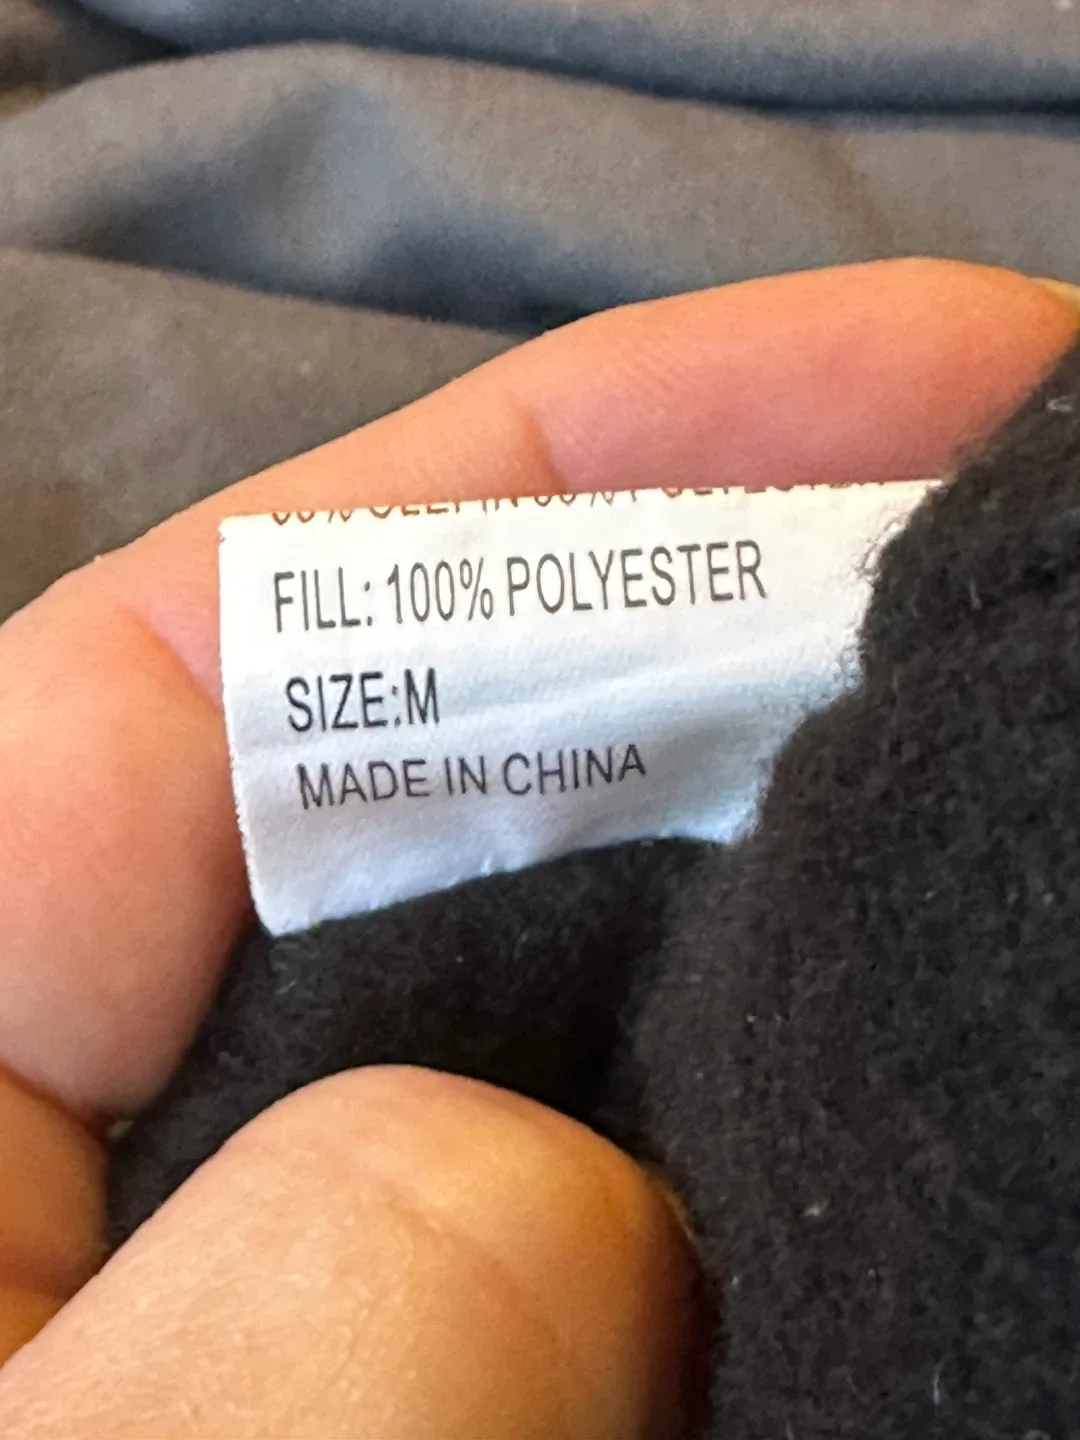 FILL: 100% POLYESTER
SIZE:M
MADE IN CHINA